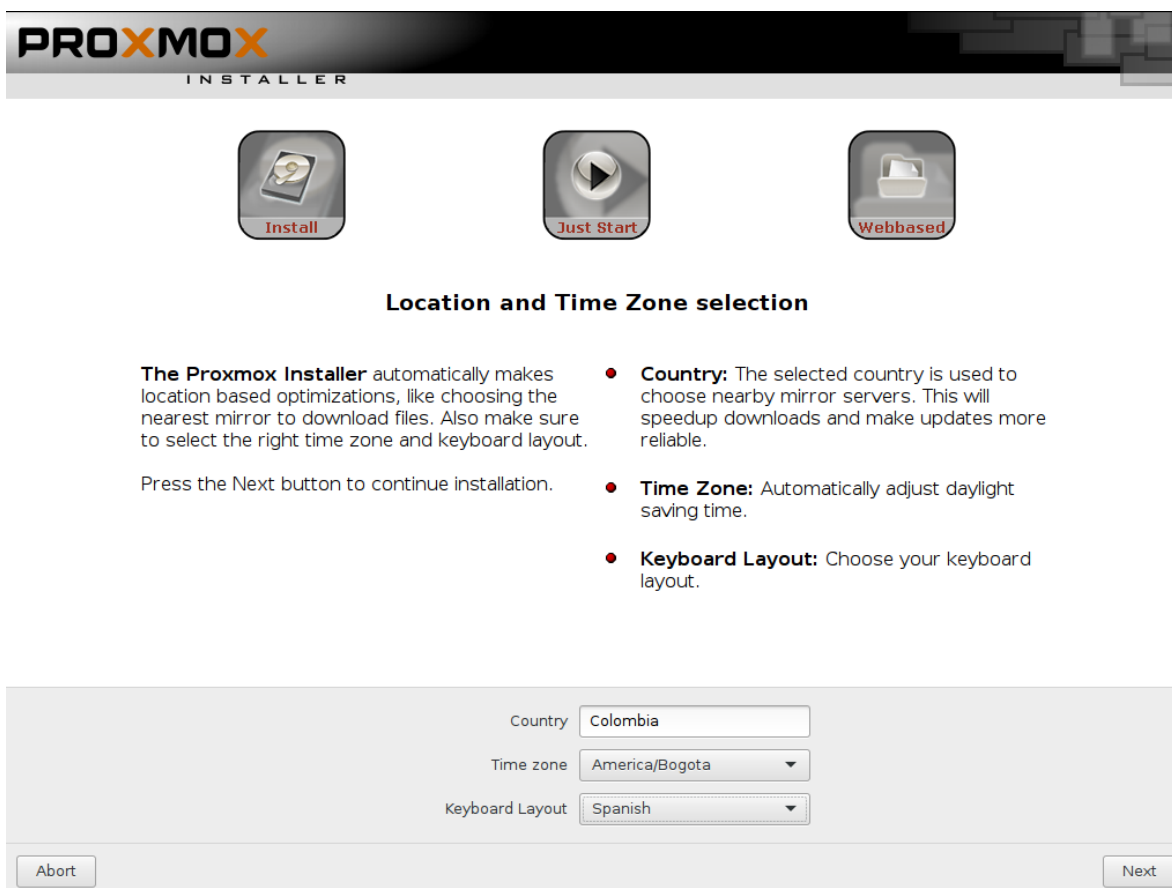 PROXMOX
INSTALLER
Install
Just Start
Webbased
Location and Time Zone selection
The Proxmox Installer automatically makes
location based optimizations, like choosing the
nearest mirror to download files. Also make sure
to select the right time zone and keyboard layout.
Press the Next button to continue installation.
Country: The selected country is used to
choose nearby mirror servers. This will
speedup downloads and make updates more
reliable.
Time Zone: Automatically adjust daylight
saving time.
Keyboard Layout: Choose your keyboard
layout.
Country Colombia
Time zone America/Bogota
Keyboard Layout Spanish
Abort Next